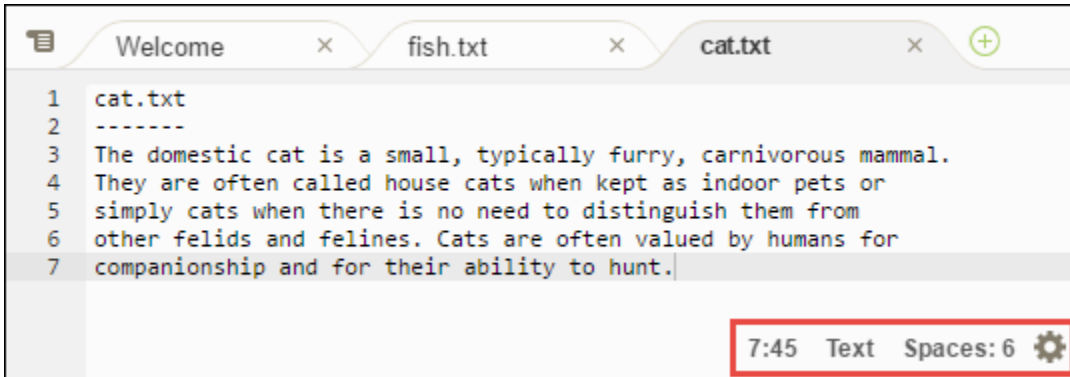 Welcome × fish.txt × cat.txt ×
1 cat.txt
2 -------
3 The domestic cat is a small, typically furry, carnivorous mammal.
4 They are often called house cats when kept as indoor pets or
5 simply cats when there is no need to distinguish them from
6 other felids and felines. Cats are often valued by humans for
7 companionship and for their ability to hunt.
7:45 Text Spaces: 6